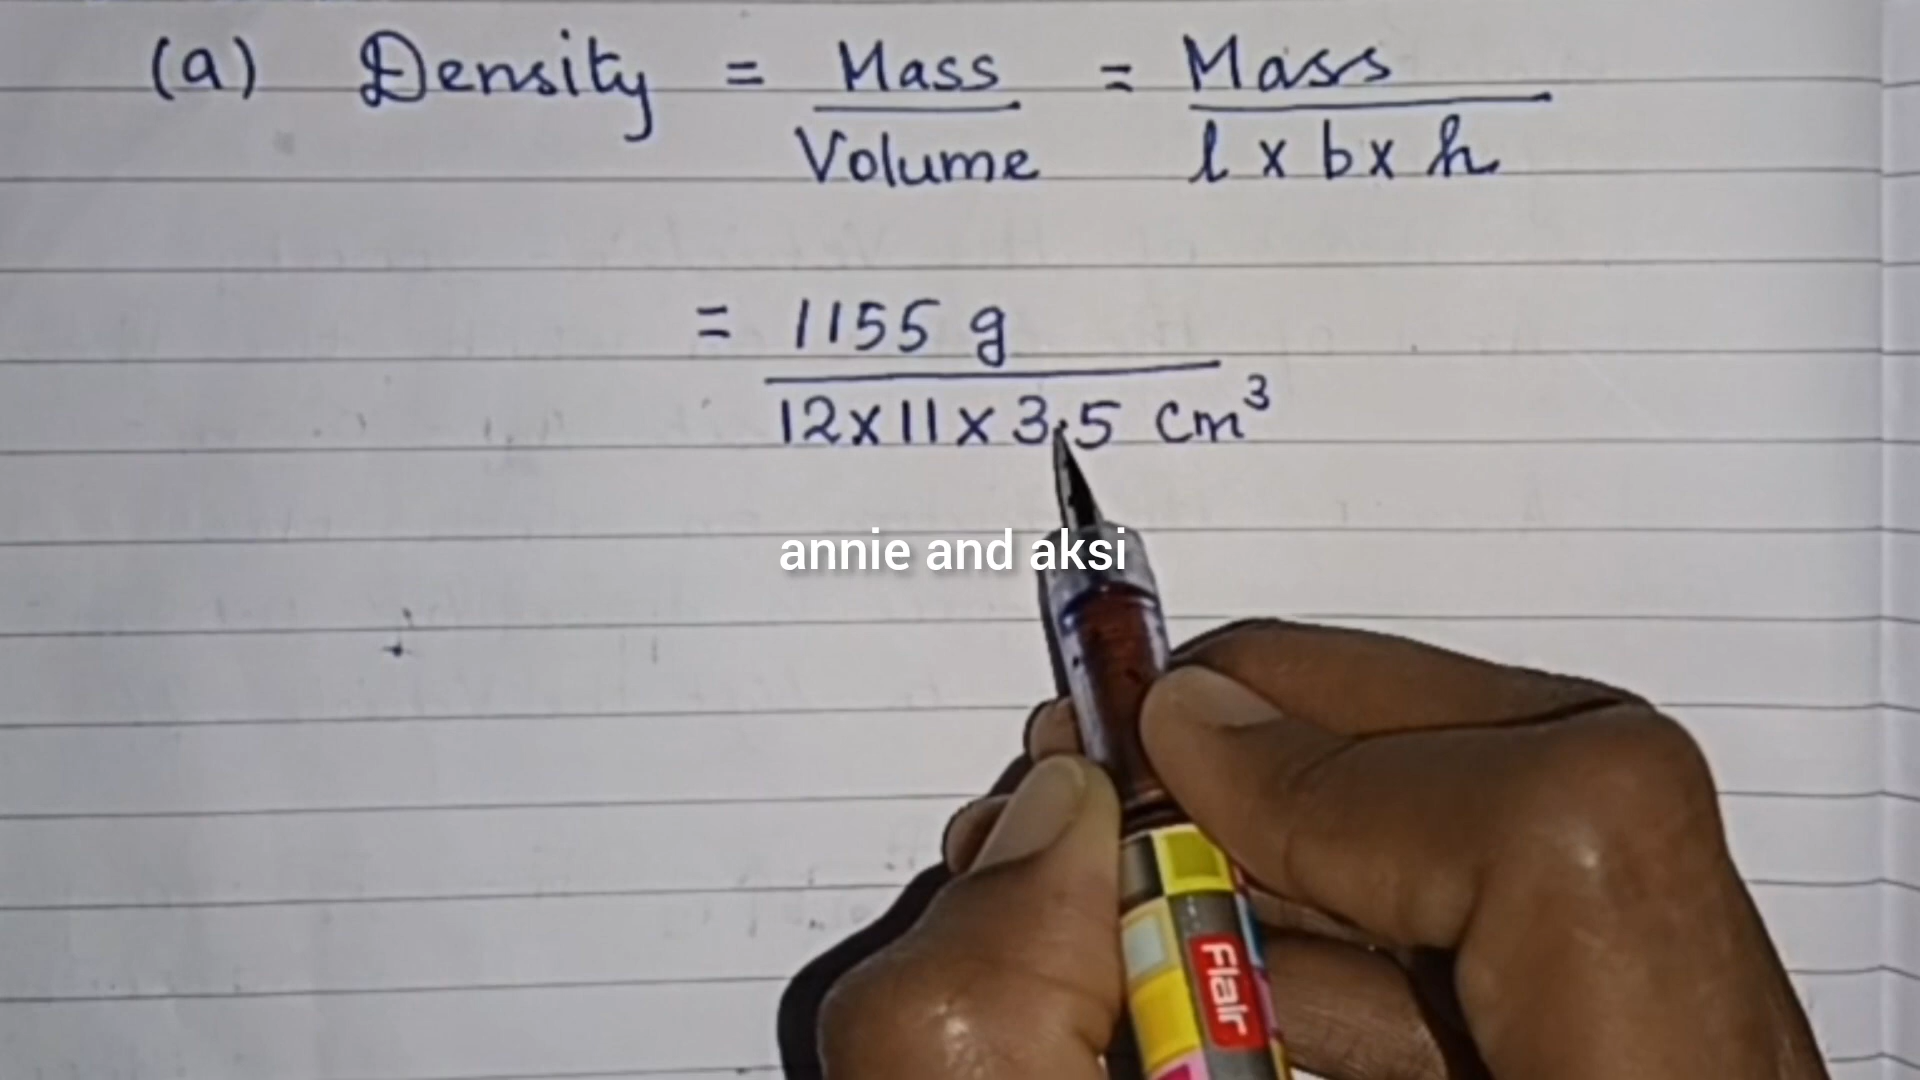 (a) Density = Mass / Volume = Mass / l x b x h
= 1155 g / 12x11x3.5 cm³
annie and aksi
Flair